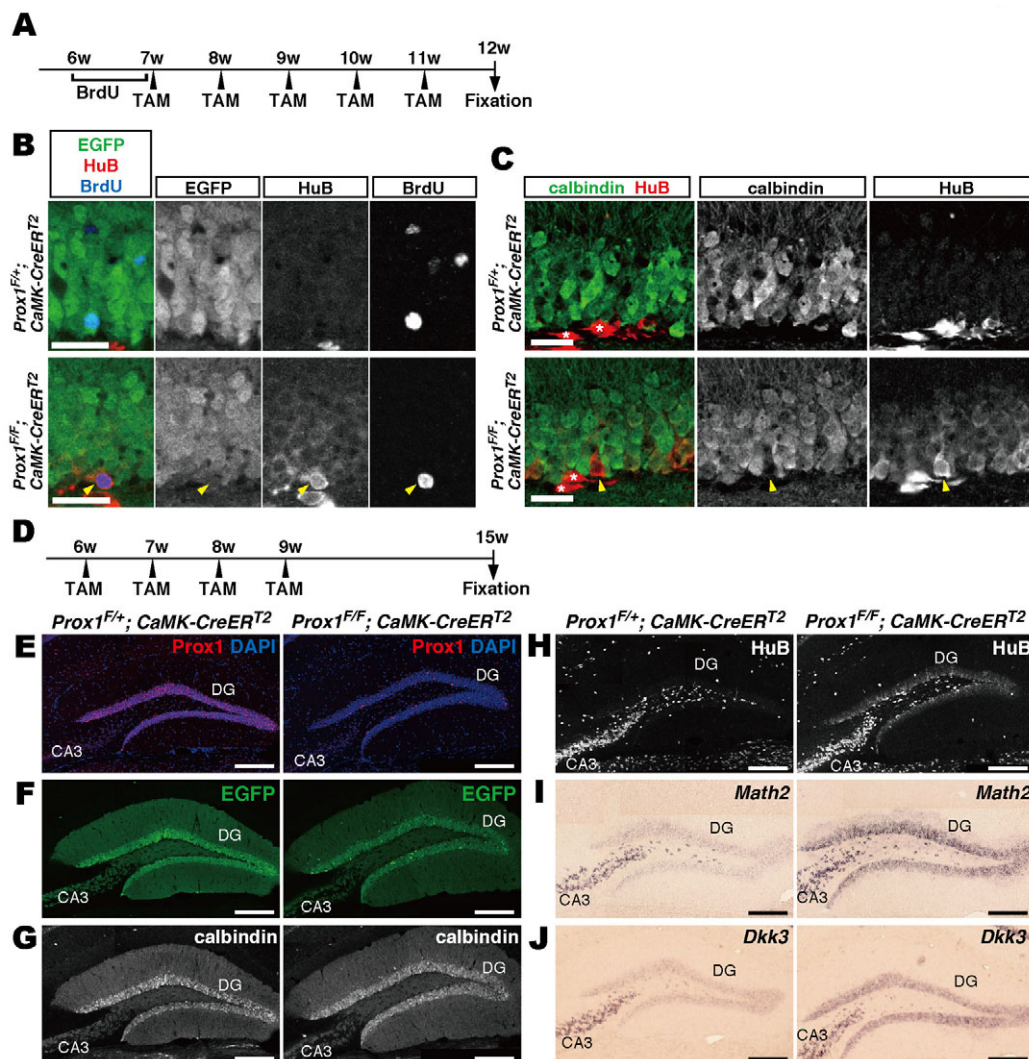 A
6w 7w 8w 9w 10w 11w 12w
BrdU TAM TAM TAM TAM TAM Fixation
B
EGFP
HuB
BrdU
EGFP HuB BrdU
Prox1F/+;
CaMK-CreERT2
Prox1F/F;
CaMK-CreERT2
C
calbindin HuB calbindin HuB
Prox1F/+;
CaMK-CreERT2
* *
Prox1F/F;
CaMK-CreERT2
*
D
6w 7w 8w 9w 15w
TAM TAM TAM TAM Fixation
Prox1F/+; CaMK-CreERT2 Prox1F/F; CaMK-CreERT2
E
Prox1 DAPI
DG
CA3
Prox1 DAPI
DG
CA3
F
EGFP
DG
CA3
EGFP
DG
CA3
G
calbindin
DG
CA3
calbindin
DG
CA3
Prox1F/+; CaMK-CreERT2 Prox1F/F; CaMK-CreERT2
H
HuB
DG
CA3
HuB
DG
CA3
I
Math2
DG
CA3
Math2
DG
CA3
J
Dkk3
DG
CA3
Dkk3
DG
CA3